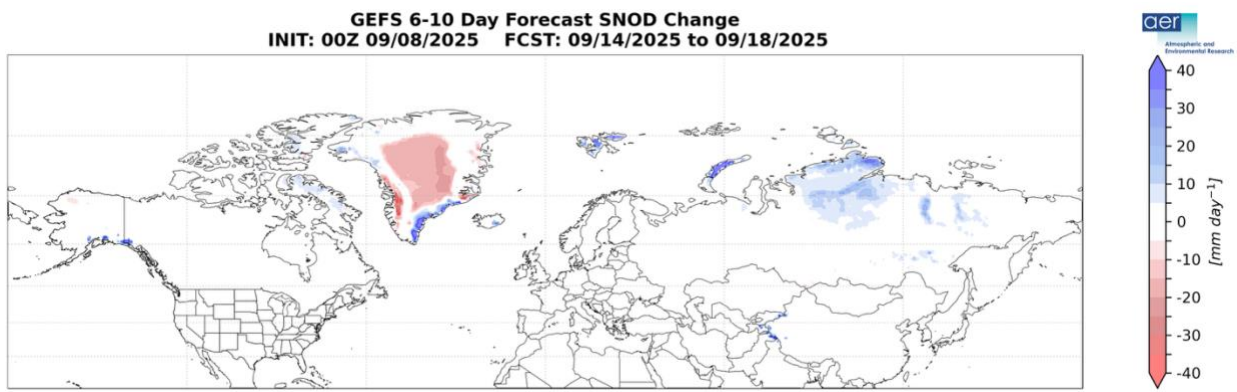 GEFS 6-10 Day Forecast SNOD Change
INIT: 00Z 09/08/2025 FCST: 09/14/2025 to 09/18/2025
aer
Atmospheric and
Environmental Research
40
30
20
10
0
-10
-20
-30
-40
[mm day⁻¹]